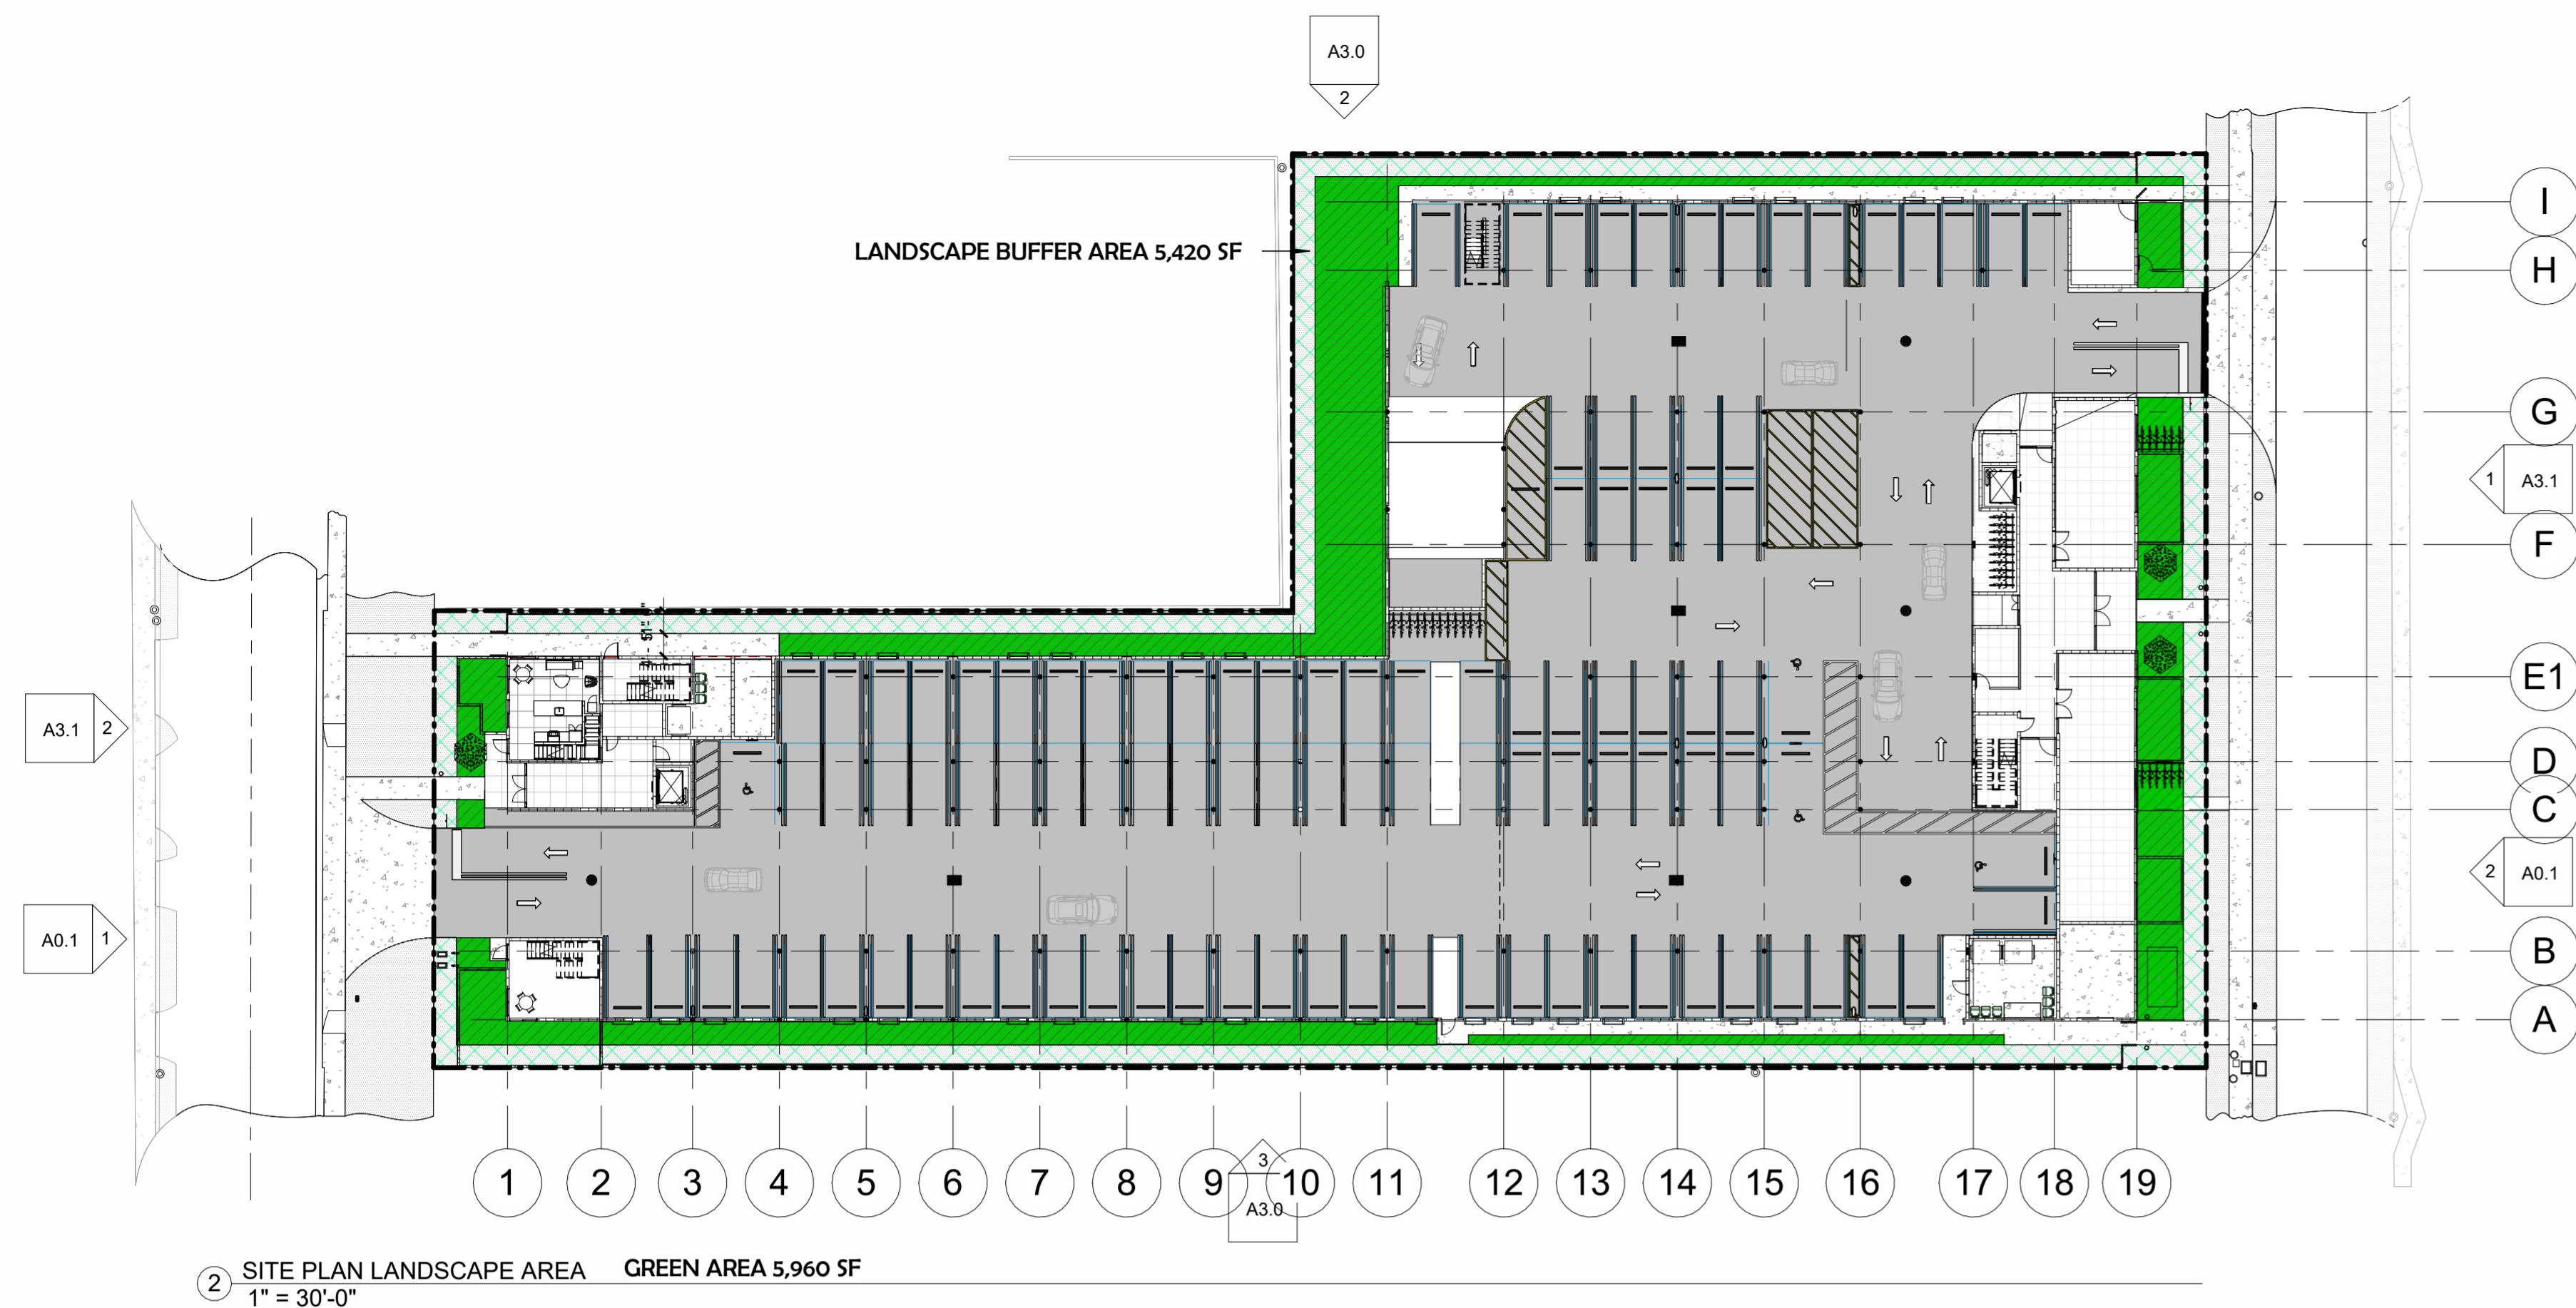 A3.0
2
LANDSCAPE BUFFER AREA 5,420 SF
I
H
G
1 A3.1
F
E1
A3.1 2
D
C
2 A0.1
A0.1 1
B
A
1 2 3 4 5 6 7 8 9 10 11 12 13 14 15 16 17 18 19
3
A3.0
2 SITE PLAN LANDSCAPE AREA GREEN AREA 5,960 SF
1" = 30'-0"